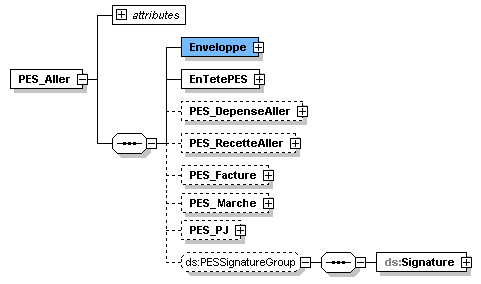 attributes
Enveloppe
PES_Aller
EnTetePES
PES_DepenseAller
PES_RecetteAller
PES_Facture
PES_Marche
PES_PJ
ds:PESSignatureGroup
ds:Signature